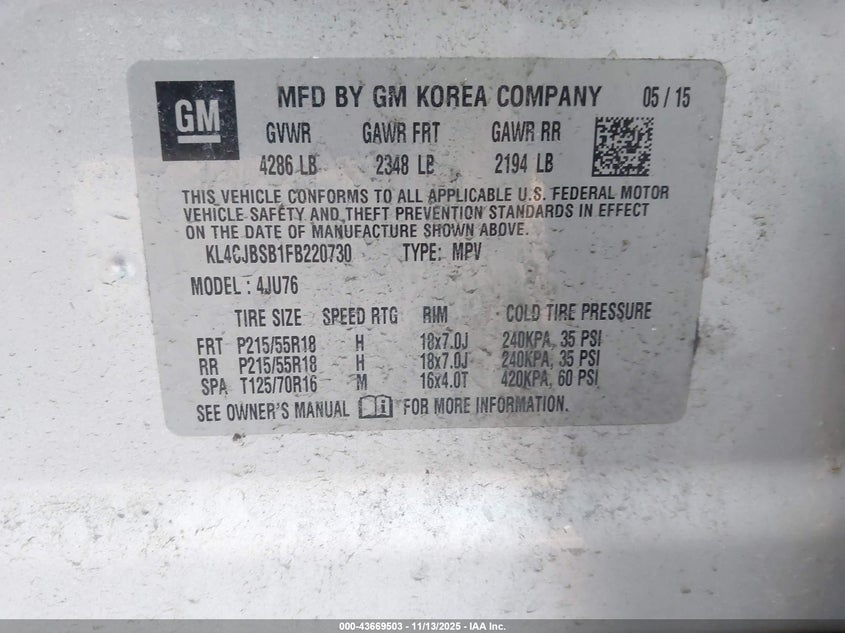 GM
MFD BY GM KOREA COMPANY 05 / 15
GVWR GAWR FRT GAWR RR
4286 LB 2348 LB 2194 LB
THIS VEHICLE CONFORMS TO ALL APPLICABLE U.S. FEDERAL MOTOR
VEHICLE SAFETY AND THEFT PREVENTION STANDARDS IN EFFECT
ON THE DATE OF MANUFACTURE SHOWN ABOVE.
KL4CJBSB1FB220730 TYPE: MPV
MODEL : 4JU76
TIRE SIZE SPEED RTG RIM COLD TIRE PRESSURE
FRT P215/55R18 H 18x7.0J 240KPA, 35 PSI
RR P215/55R18 H 18x7.0J 240KPA, 35 PSI
SPA T125/70R16 M 16x4.0T 420KPA, 60 PSI
SEE OWNER'S MANUAL FOR MORE INFORMATION.
000-43669503 - 11/13/2025 - IAA Inc.